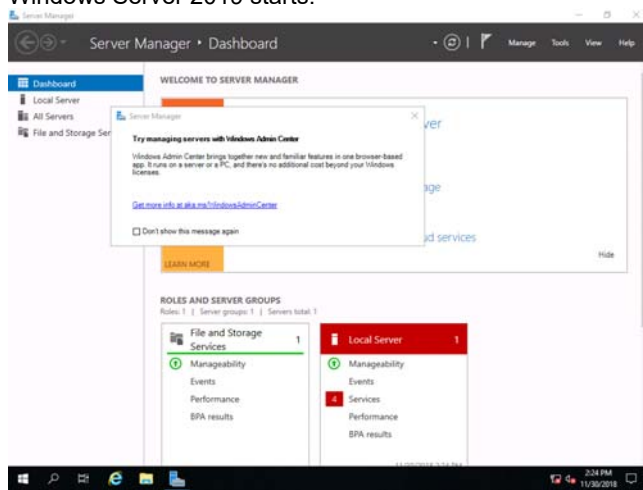 Server Manager
Server Manager • Dashboard
Manage Tools View Help
Dashboard
Local Server
All Servers
File and Storage Ser
WELCOME TO SERVER MANAGER
Server Manager
Try managing servers with Windows Admin Center
Windows Admin Center brings together new and familiar features in one browser-based
app. It runs on a server or a PC, and there's no additional cost beyond your Windows
licenses.
Get more info at aka.ms/WindowsAdminCenter
Don't show this message again
ver
age
ud services
LEARN MORE
Hide
ROLES AND SERVER GROUPS
Roles: 1 | Server groups: 1 | Servers total: 1
File and Storage
Services
1
Manageability
Events
Performance
BPA results
Local Server 1
Manageability
Events
4 Services
Performance
BPA results
2:24 PM
11/30/2018